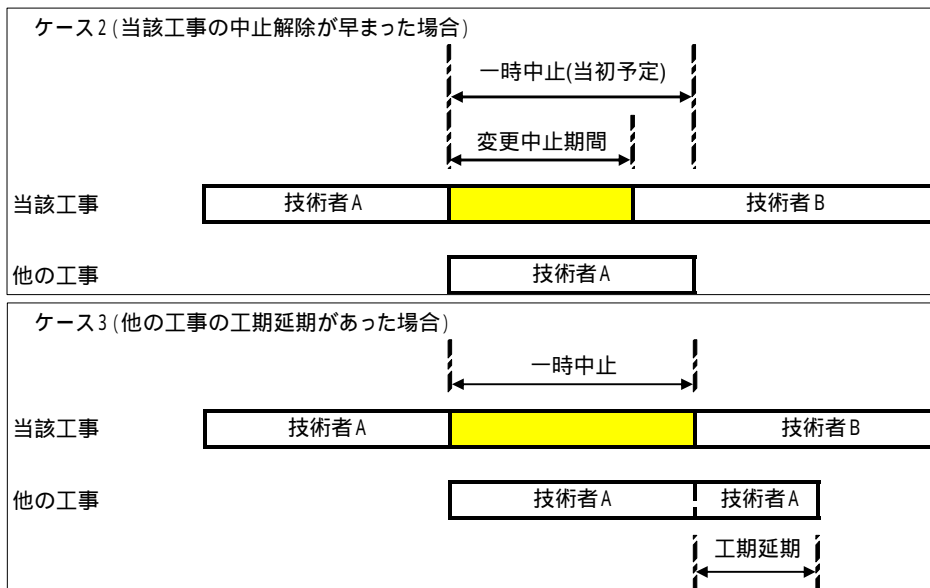 ケース2(当該工事の中止解除が早まった場合)
一時中止(当初予定)
変更中止期間
当該工事 技術者A 技術者B
他の工事 技術者A
ケース3(他の工事の工期延期があった場合)
一時中止
当該工事 技術者A 技術者B
他の工事 技術者A 技術者A
工期延期